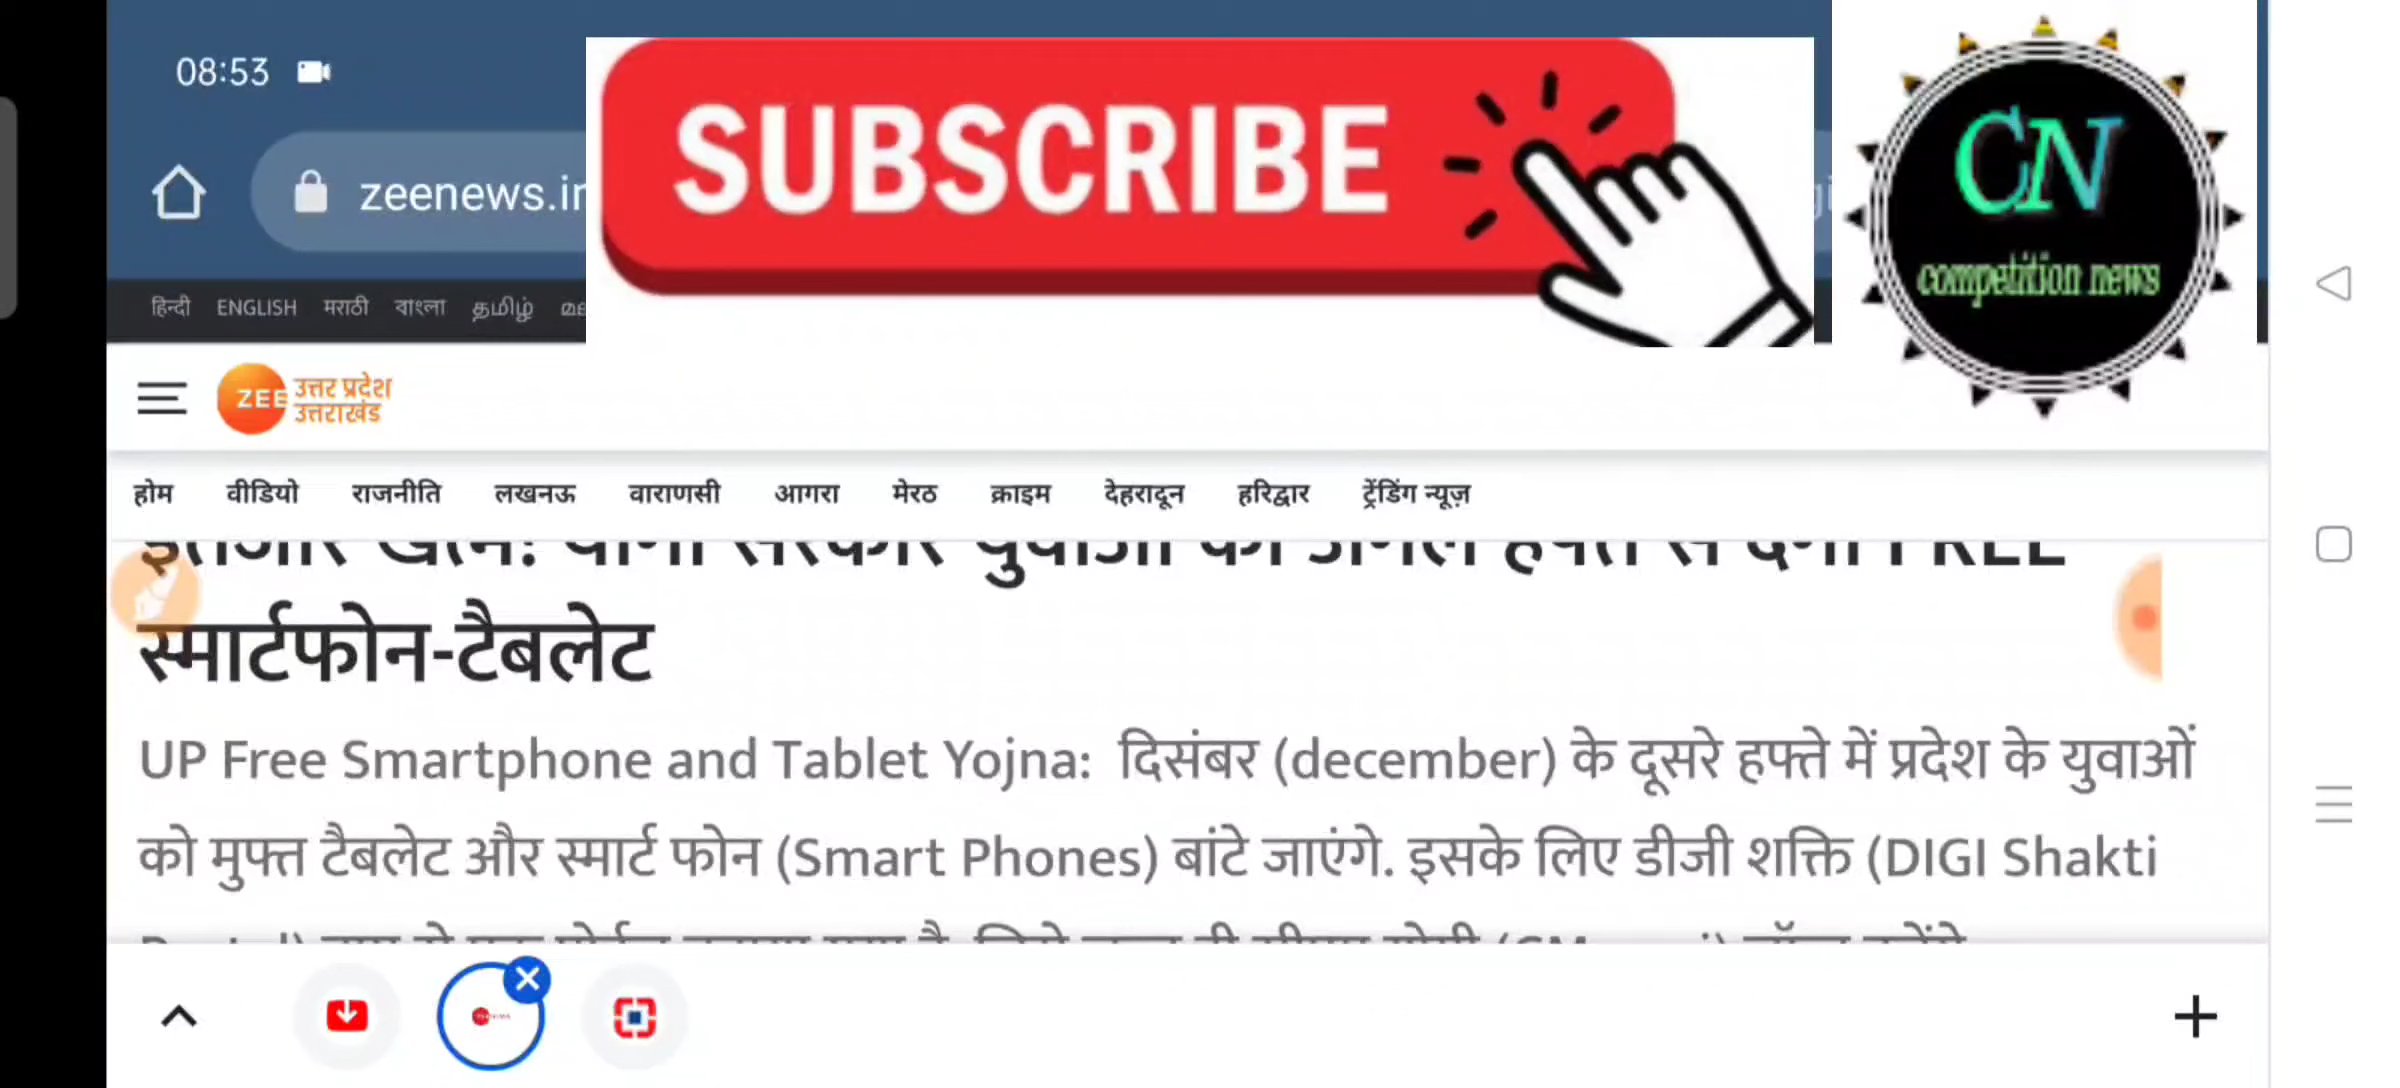 08:53
SUBSCRIBE
CN
competition news
zeenews.in
हिन्दी ENGLISH मराठी বাংলা தமிழ்
ZEE उत्तर प्रदेश
उत्तराखंड
होम वीडियो राजनीति लखनऊ वाराणसी आगरा मेरठ क्राइम देहरादून हरिद्वार ट्रेंडिंग न्यूज़
स्मार्टफोन-टैबलेट
UP Free Smartphone and Tablet Yojna: दिसंबर (december) के दूसरे हफ्ते में प्रदेश के युवाओं
को मुफ्त टैबलेट और स्मार्ट फोन (Smart Phones) बांटे जाएंगे. इसके लिए डीजी शक्ति (DIGI Shakti